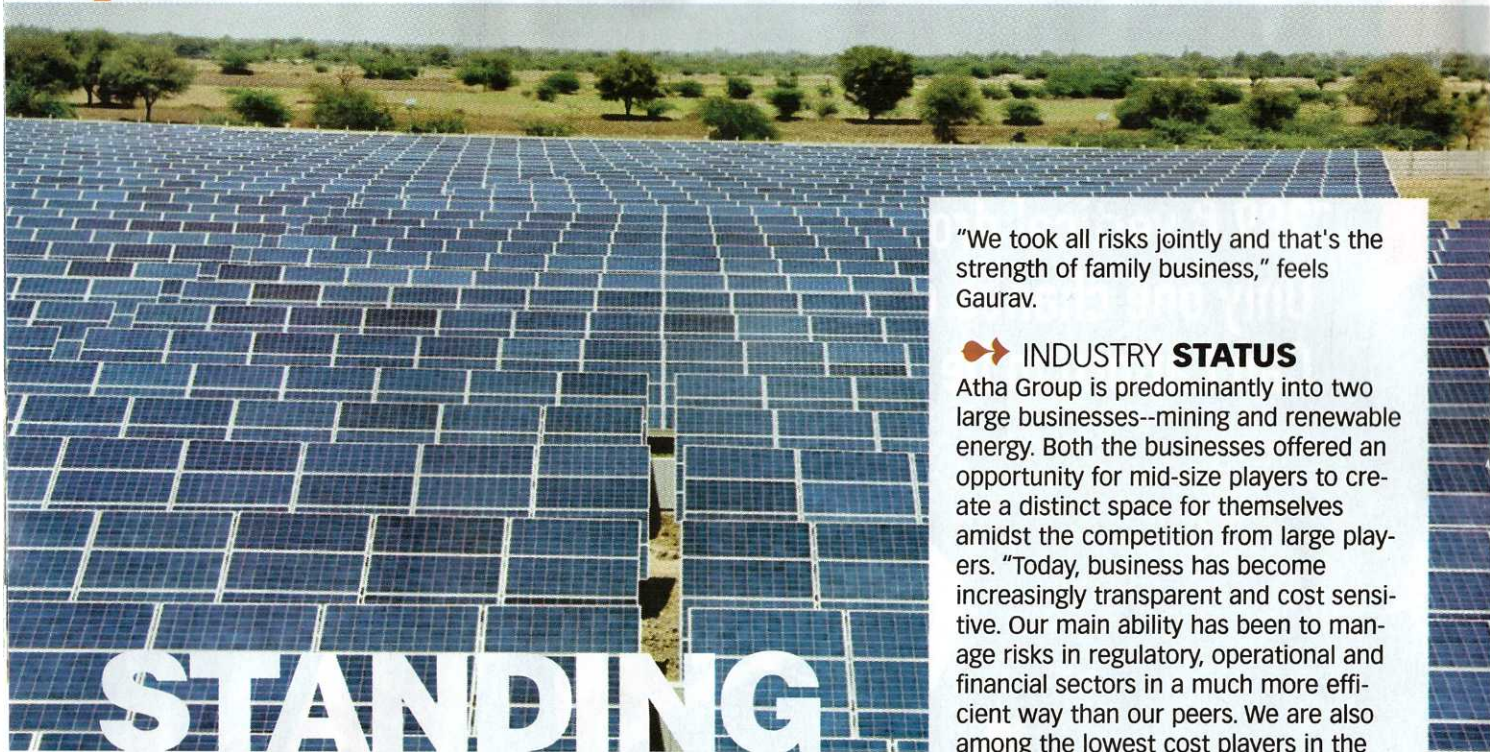 "We took all risks jointly and that's the
strength of family business," feels
Gaurav.
INDUSTRY STATUS
Atha Group is predominantly into two
large businesses--mining and renewable
energy. Both the businesses offered an
opportunity for mid-size players to cre-
ate a distinct space for themselves
amidst the competition from large play-
ers. "Today, business has become
increasingly transparent and cost sensi-
tive. Our main ability has been to man-
age risks in regulatory, operational and
financial sectors in a much more effi-
cient way than our peers. We are also
among the lowest cost players in the
STANDING